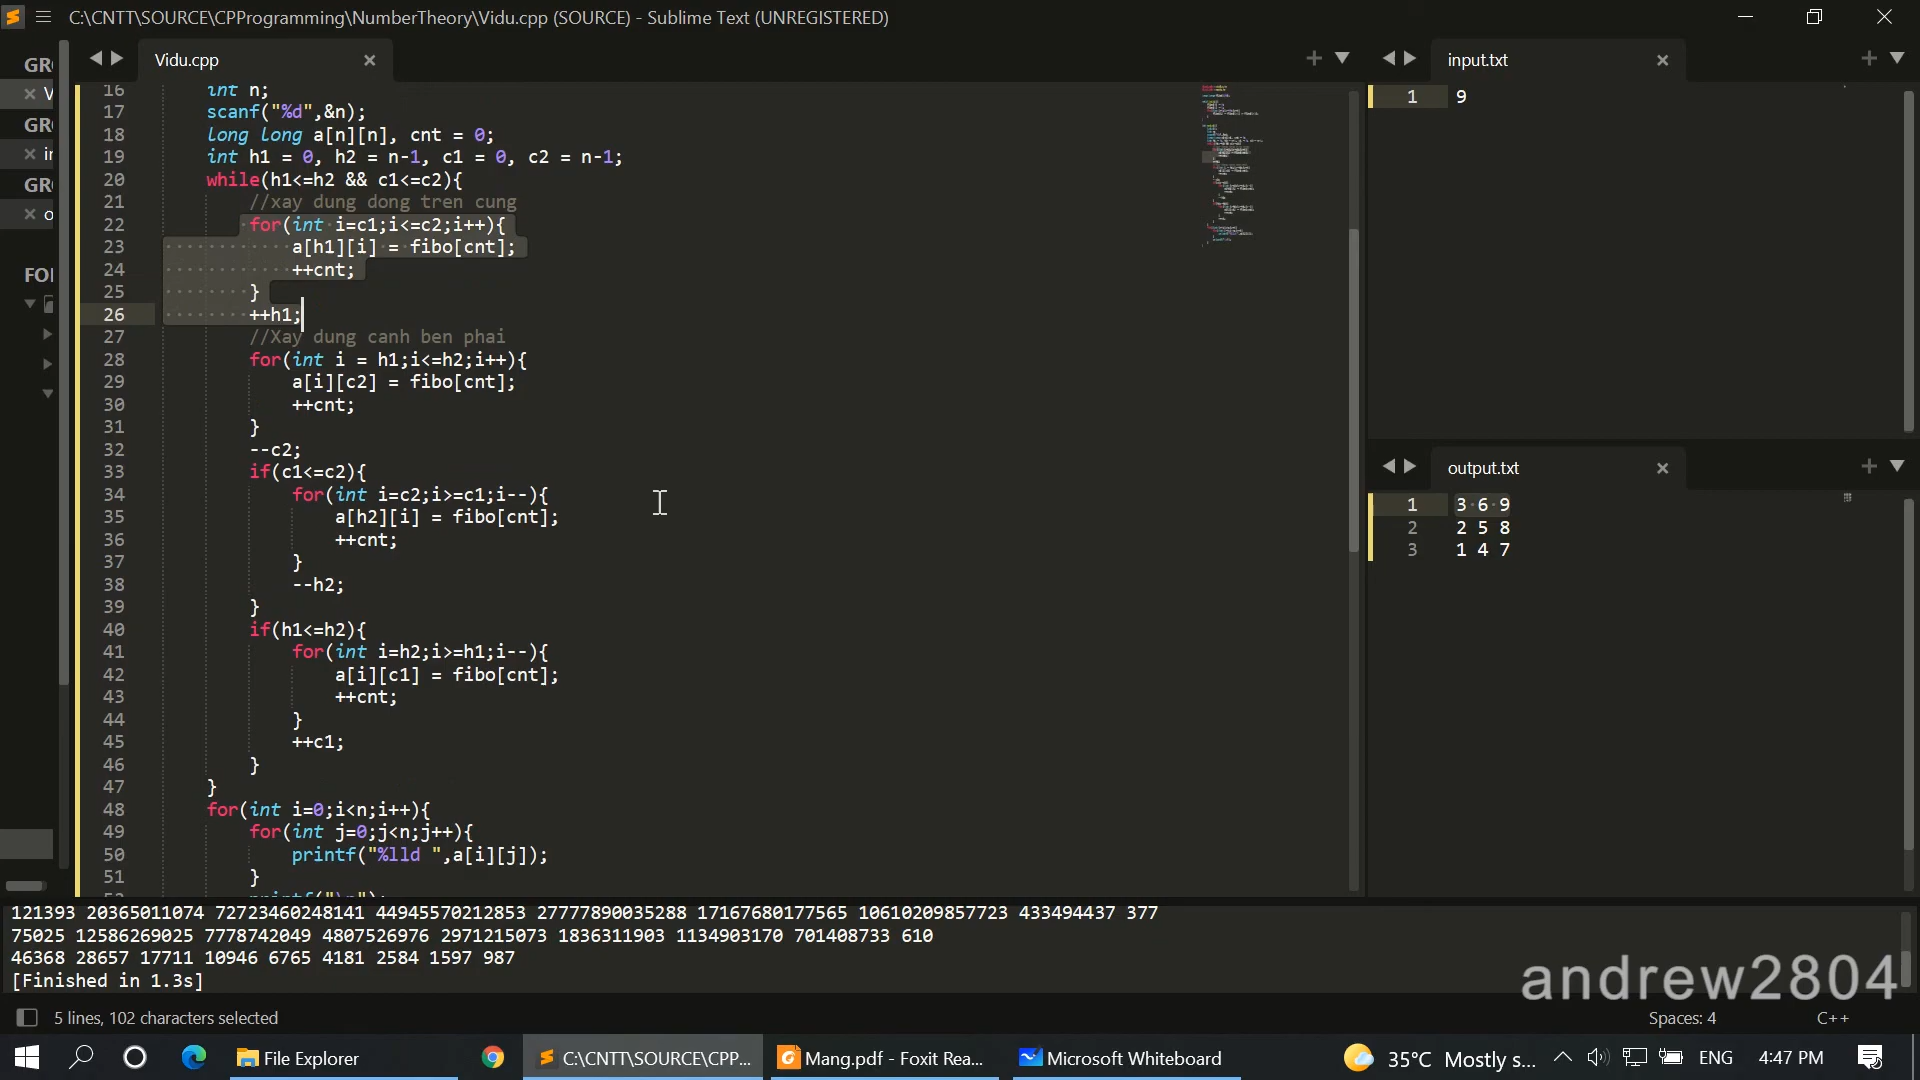 C:\CNTT\SOURCE\CPProgramming\NumberTheory\Vidu.cpp (SOURCE) - Sublime Text (UNREGISTERED)
GR
V
GR
GR
FOI
Vidu.cpp
16 int n;
17 scanf("%d",&n);
18 long long a[n][n], cnt = 0;
19 int h1 = 0, h2 = n-1, c1 = 0, c2 = n-1;
20 while(h1<=h2 && c1<=c2){
21 //xay dung dong tren cung
22 for(int i=c1;i<=c2;i++){
23 a[h1][i] = fibo[cnt];
24 ++cnt;
25 }
26 ++h1;
27 //Xay dung canh ben phai
28 for(int i = h1;i<=h2;i++){
29 a[i][c2] = fibo[cnt];
30 ++cnt;
31 }
32 --c2;
33 if(c1<=c2){
34 for(int i=c2;i>=c1;i--){
35 a[h2][i] = fibo[cnt];
36 ++cnt;
37 }
38 --h2;
39 }
40 if(h1<=h2){
41 for(int i=h2;i>=h1;i--){
42 a[i][c1] = fibo[cnt];
43 ++cnt;
44 }
45 ++c1;
46 }
47 }
48 for(int i=0;i<n;i++){
49 for(int j=0;j<n;j++){
50 printf("%lld ",a[i][j]);
51 }
input.txt
1 9
output.txt
1 3 6 9
2 2 5 8
3 1 4 7
121393 20365011074 72723460248141 44945570212853 27777890035288 17167680177565 10610209857723 433494437 377
75025 12586269025 7778742049 4807526976 2971215073 1836311903 1134903170 701408733 610
46368 28657 17711 10946 6765 4181 2584 1597 987
[Finished in 1.3s]
andrew2804
5 lines, 102 characters selected
Spaces: 4
C++
File Explorer
C:\CNTT\SOURCE\CPP...
Mang.pdf - Foxit Rea...
Microsoft Whiteboard
35°C Mostly s...
ENG
4:47 PM